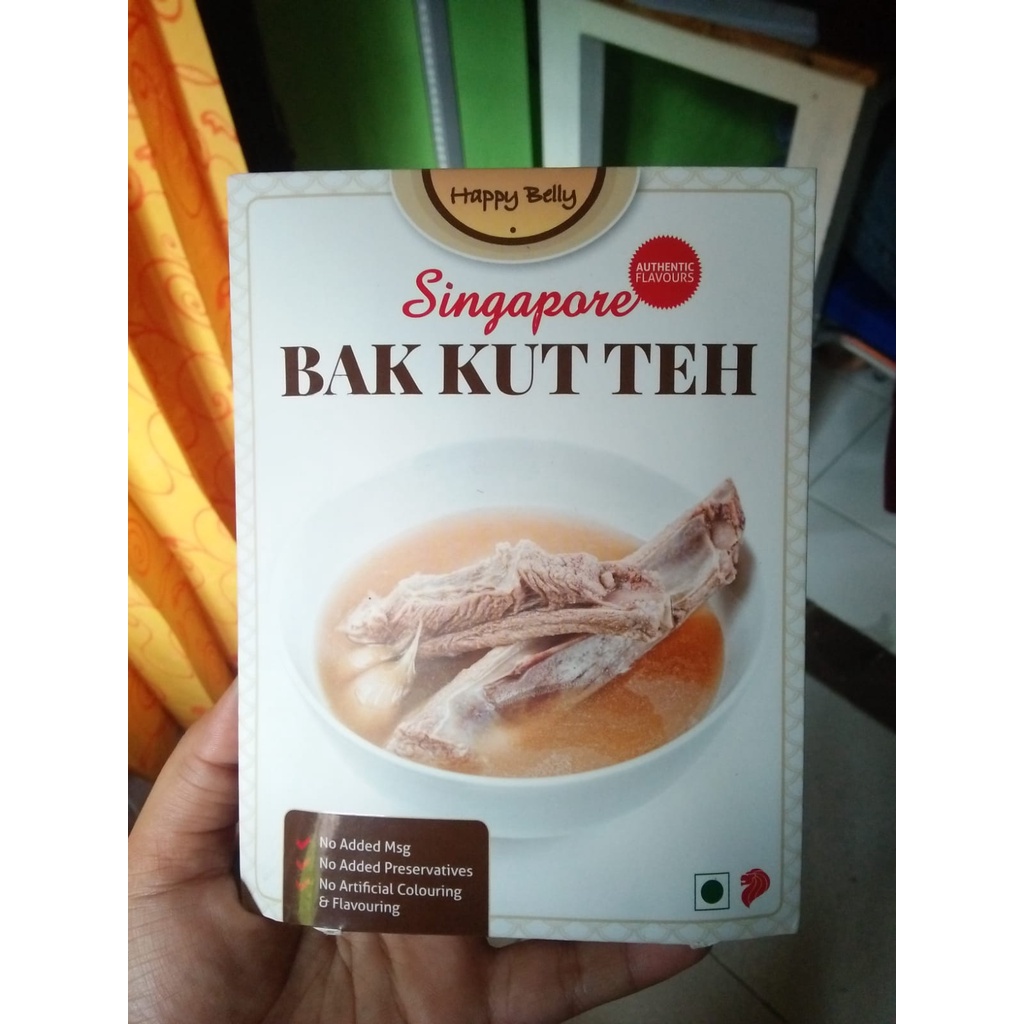 Happy Belly
AUTHENTIC
FLAVOURS
Singapore
BAK KUT TEH
No Added Msg
No Added Preservatives
No Artificial Colouring
& Flavouring